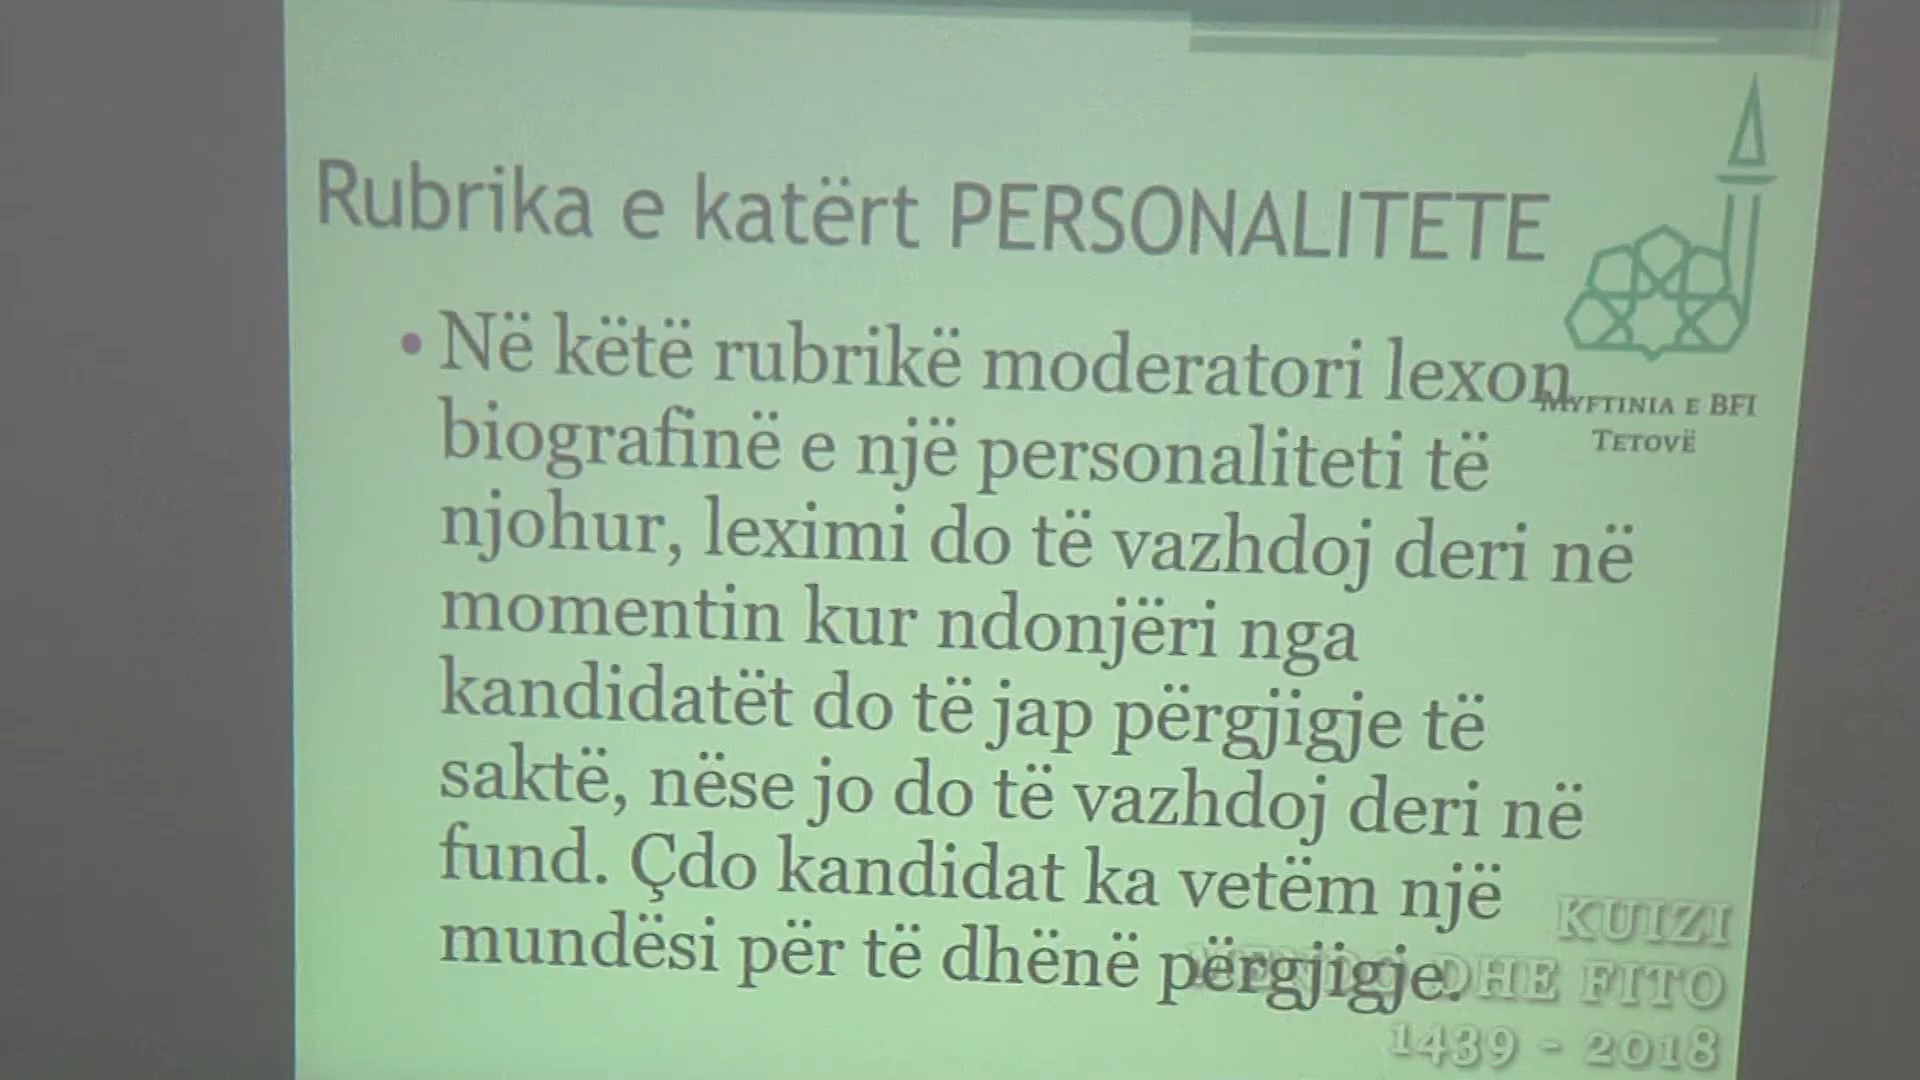 Rubrika e katërt PERSONALITETE
• Në këtë rubrikë moderatori lexon
biografinë e një personaliteti të
njohur, leximi do të vazhdoj deri në
momentin kur ndonjëri nga
kandidatët do të jap përgjigje të
saktë, nëse jo do të vazhdoj deri në
fund. Çdo kandidat ka vetëm një
mundësi për të dhënë përgjigje.
MYFTINIA E BFI
TETOVË
KUIZI
DHE FITO
1439 - 2018